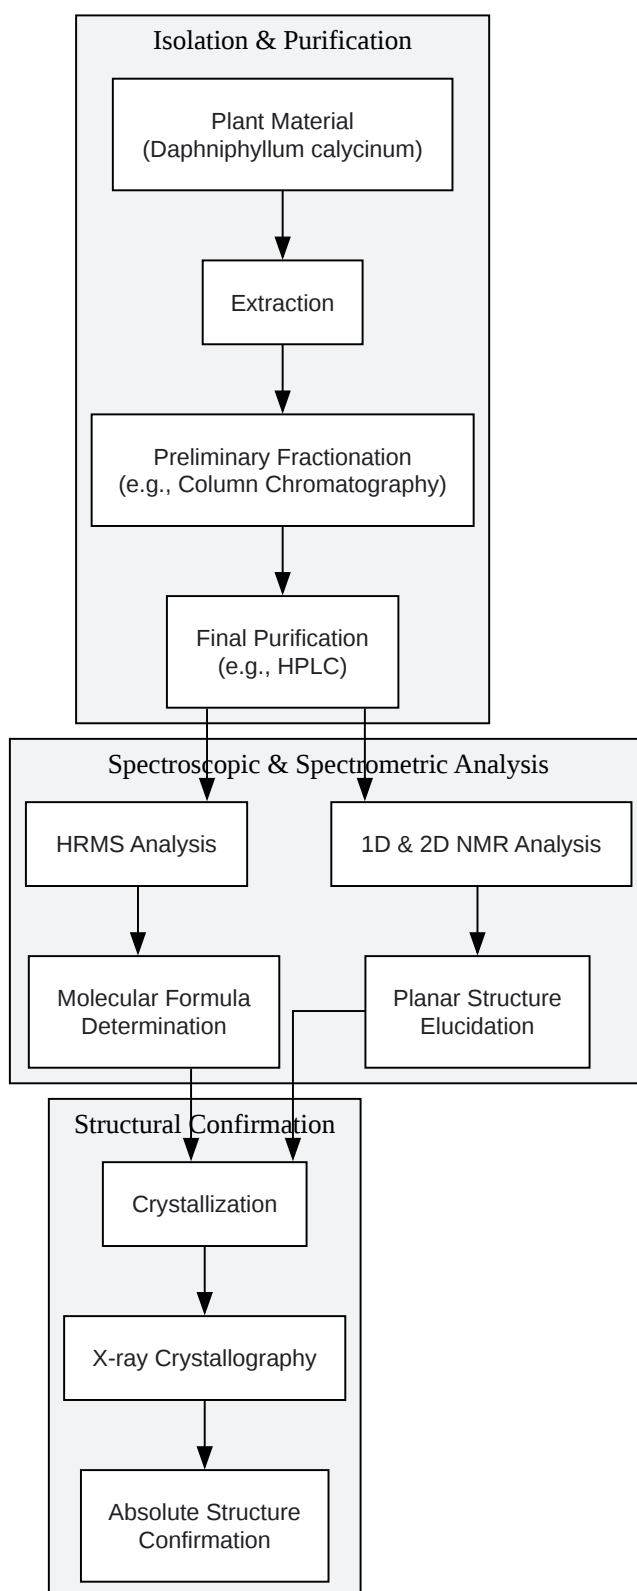 Isolation & Purification
Plant Material
(Daphniphyllum calycinum)
Extraction
Preliminary Fractionation
(e.g., Column Chromatography)
Final Purification
(e.g., HPLC)
Spectroscopic & Spectrometric Analysis
HRMS Analysis
1D & 2D NMR Analysis
Molecular Formula
Determination
Planar Structure
Elucidation
Structural Confirmation
Crystallization
X-ray Crystallography
Absolute Structure
Confirmation